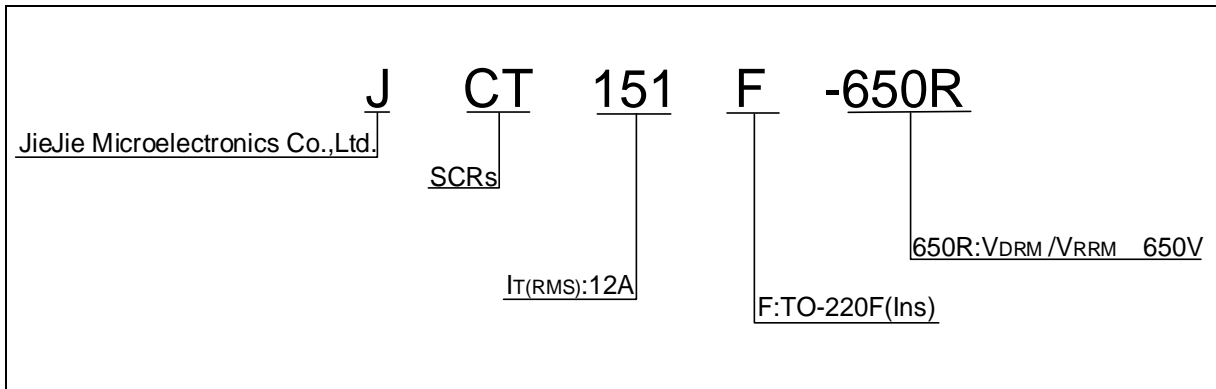 J CT 151 F -650R
JieJie Microelectronics Co.,Ltd.
SCRs
650R:VDRM /VRRM 650V
IT(RMS):12A
F:TO-220F(Ins)